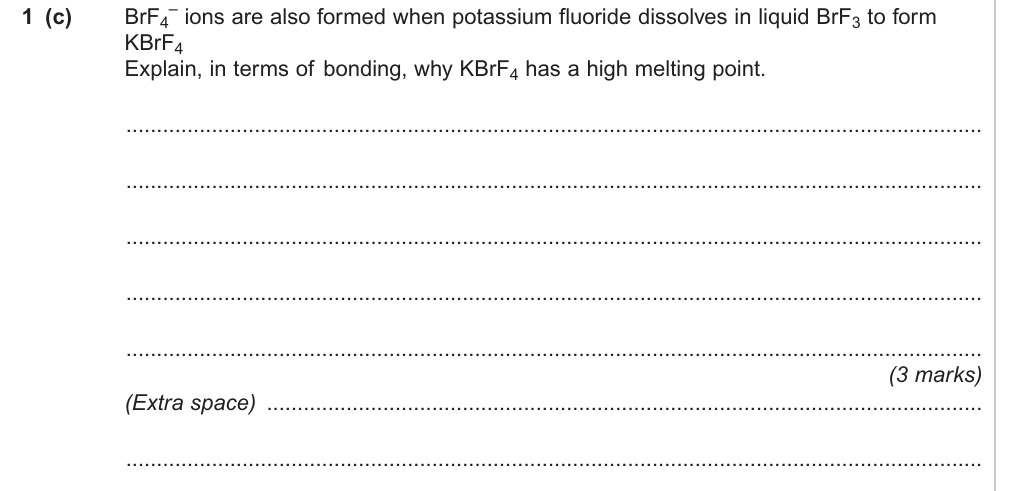 1 (c) BrF₄⁻ ions are also formed when potassium fluoride dissolves in liquid BrF₃ to form
KBrF₄
Explain, in terms of bonding, why KBrF₄ has a high melting point.
................................................................................
................................................................................
................................................................................
................................................................................
................................................................................
(3 marks)
(Extra space) ................................................................................
................................................................................